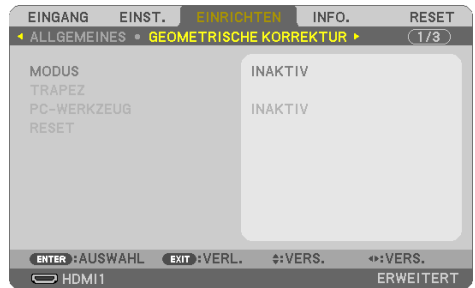 EINGANG EINST. EINRICHTEN INFO. RESET
ALLGEMEINES • GEOMETRISCHE KORREKTUR 1/3
MODUS INAKTIV
TRAPEZ
PC-WERKZEUG INAKTIV
RESET
ENTER:AUSWAHL EXIT:VERL. :VERS. :VERS.
HDMI1 ERWEITERT